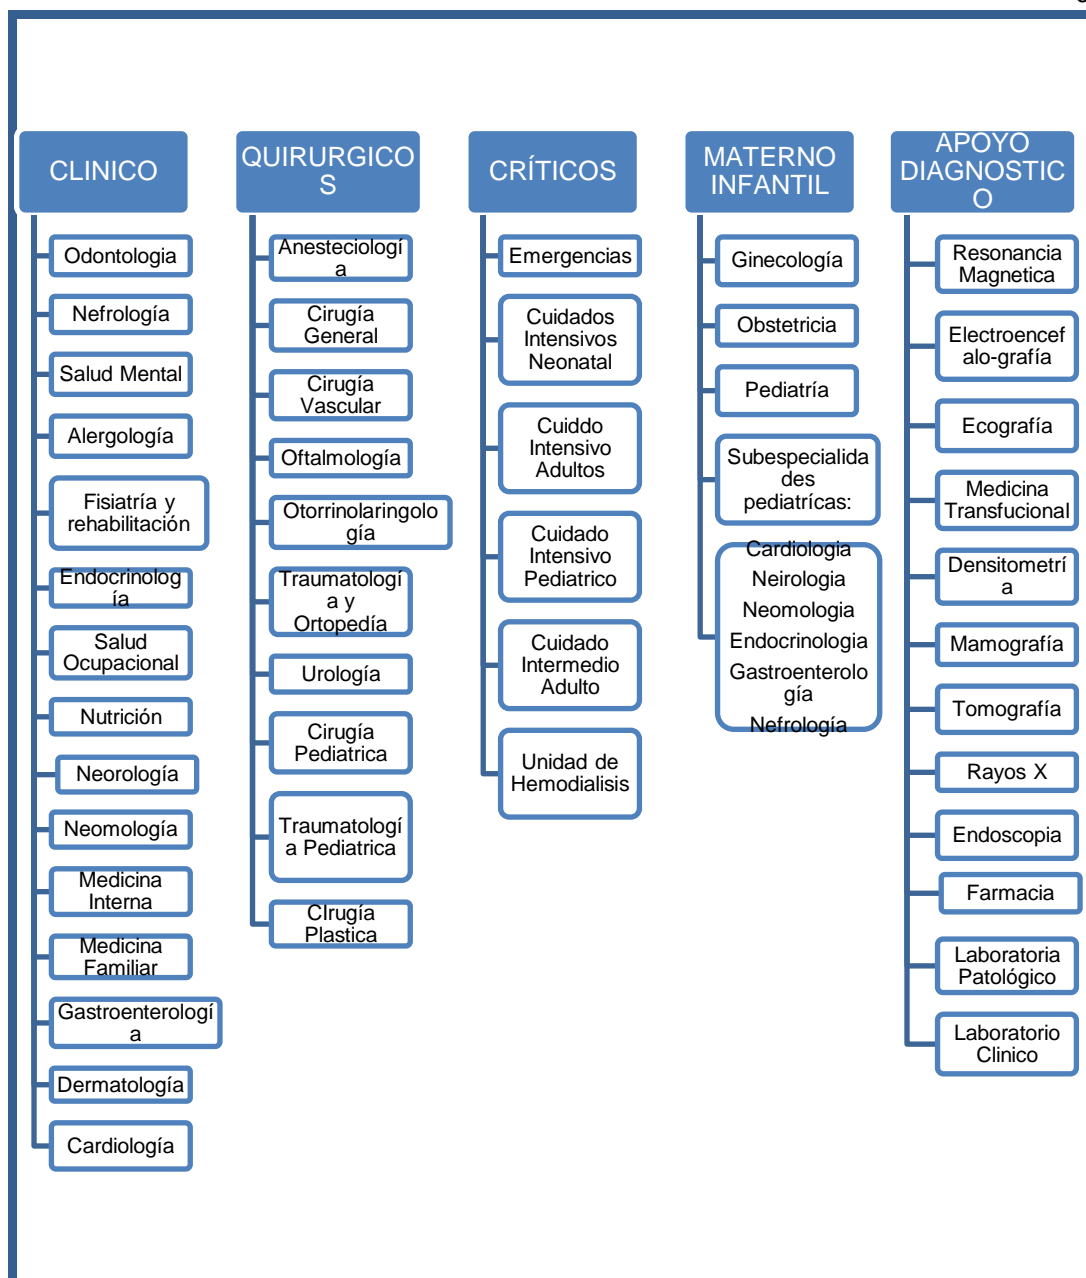 CLINICO
Odontologia
Nefrología
Salud Mental
Alergología
Fisiatría y
rehabilitación
Endocrinolog
ía
Salud
Ocupacional
Nutrición
Neorología
Neomología
Medicina
Interna
Medicina
Familiar
Gastroenterologí
a
Dermatología
Cardiología
QUIRURGICO
S
Anesteciologí
a
Cirugía
General
Cirugía
Vascular
Oftalmología
Otorrinolaringolo
gía
Traumatologí
a y
Ortopedía
Urología
Cirugía
Pediatrica
Traumatologí
a Pediatrica
CIrugía
Plastica
CRÍTICOS
Emergencias
Cuidados
Intensivos
Neonatal
Cuiddo
Intensivo
Adultos
Cuidado
Intensivo
Pediatrico
Cuidado
Intermedio
Adulto
Unidad de
Hemodialisis
MATERNO
INFANTIL
Ginecología
Obstetricia
Pediatría
Subespecialida
des
pediatrícas:
Cardiologia
Neirologia
Neomologia
Endocrinologia
Gastroenterolo
gía
Nefrología
APOYO
DIAGNOSTIC
O
Resonancia
Magnetica
Electroencef
alo-grafía
Ecografía
Medicina
Transfucional
Densitometrí
a
Mamografía
Tomografía
Rayos X
Endoscopia
Farmacia
Laboratoria
Patológico
Laboratorio
Clinico